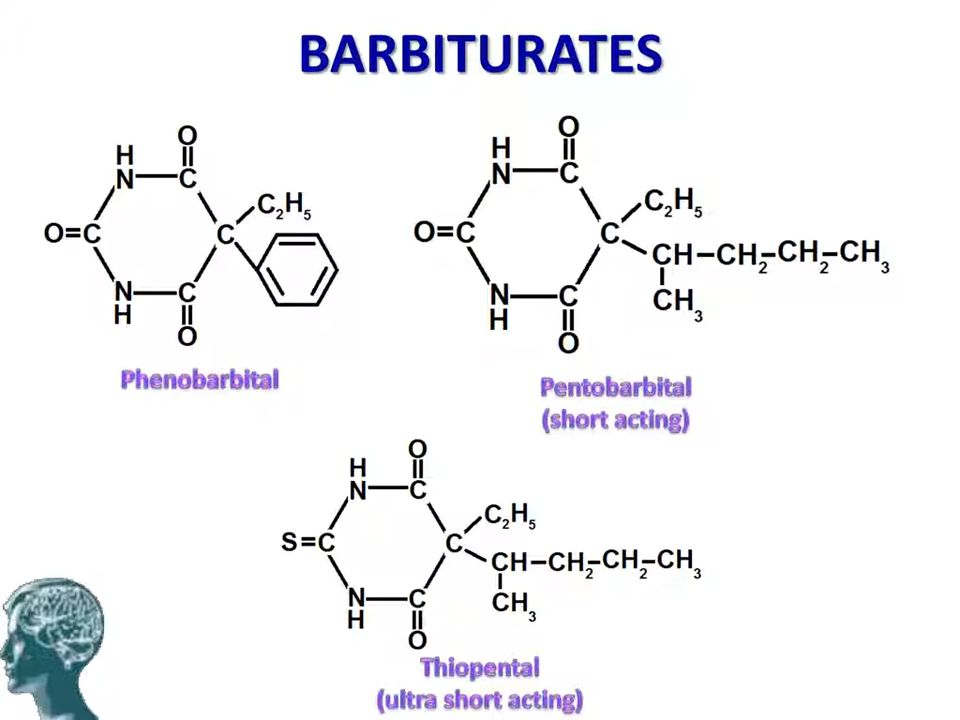 BARBITURATES
O
H
N C
C₂H₅
O=C C
N C
H
O
Phenobarbital
O
H
N C
C₂H₅
O=C C
CH–CH₂–CH₂–CH₃
CH₃
N C
H
O
Pentobarbital
(short acting)
O
H
N C
C₂H₅
S=C C
CH–CH₂–CH₂–CH₃
CH₃
N C
H
O
Thiopental
(ultra short acting)